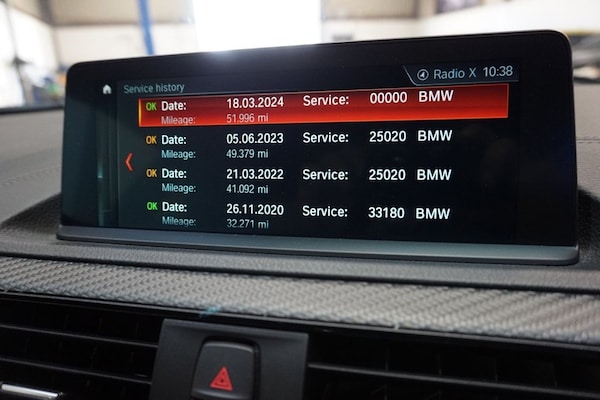 Radio X 10:38
Service history
OK Date: 18.03.2024 Service: 00000 BMW
Mileage: 51.996 mi
OK Date: 05.06.2023 Service: 25020 BMW
Mileage: 49.379 mi
OK Date: 21.03.2022 Service: 25020 BMW
Mileage: 41.092 mi
OK Date: 26.11.2020 Service: 33180 BMW
Mileage: 32.271 mi